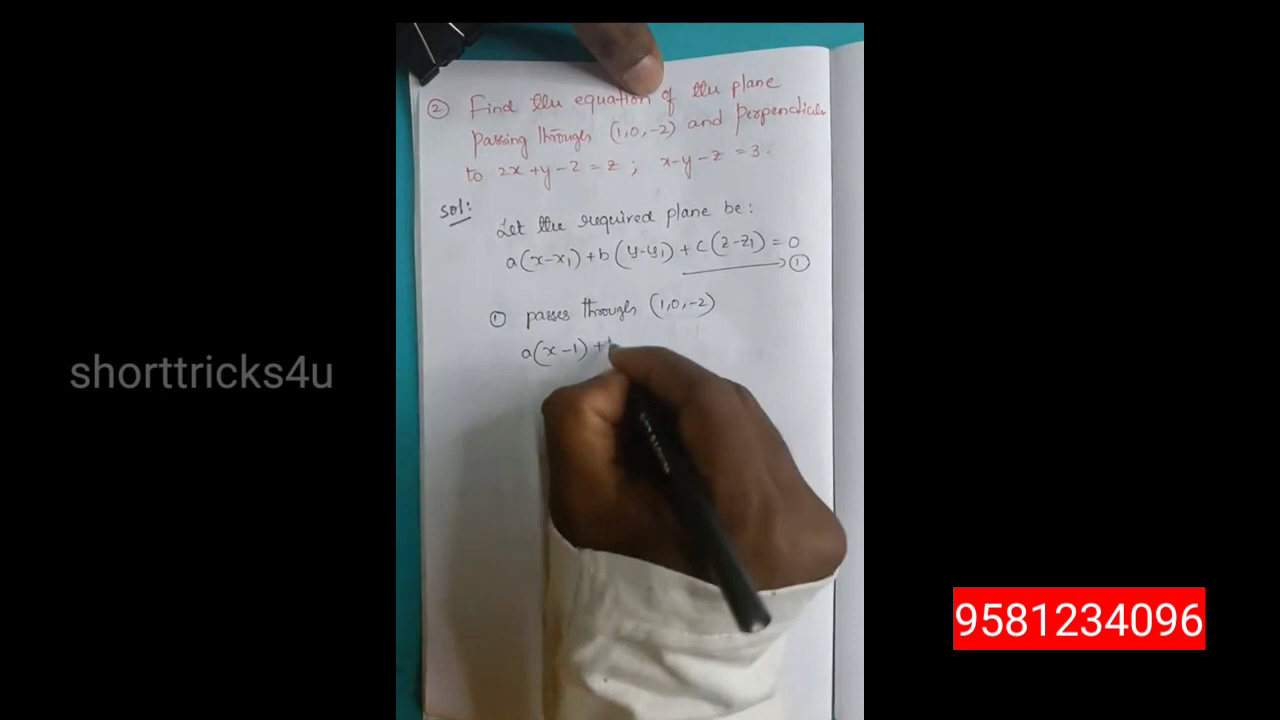 ② Find the equation of the plane
passing through (1,0,-2) and perpendicular
to 2x+y-2=z ; x-y-z=3.
Sol:
Let the required plane be:
a(x-x₁)+b(y-y₁)+c(z-z₁)=0
→①
① passes through (1,0,-2)
a(x-1)+
shorttricks4u
9581234096